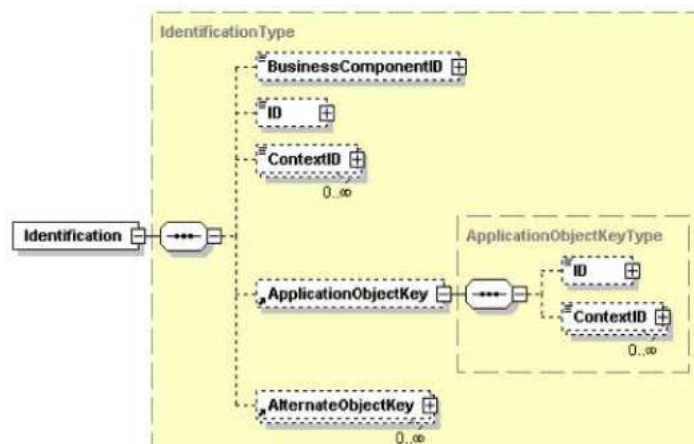 IdentificationType
BusinessComponentID
ID
ContextID
0..∞
Identification
ApplicationObjectKeyType
ID
ApplicationObjectKey
ContextID
0..∞
AlternateObjectKey
0..∞